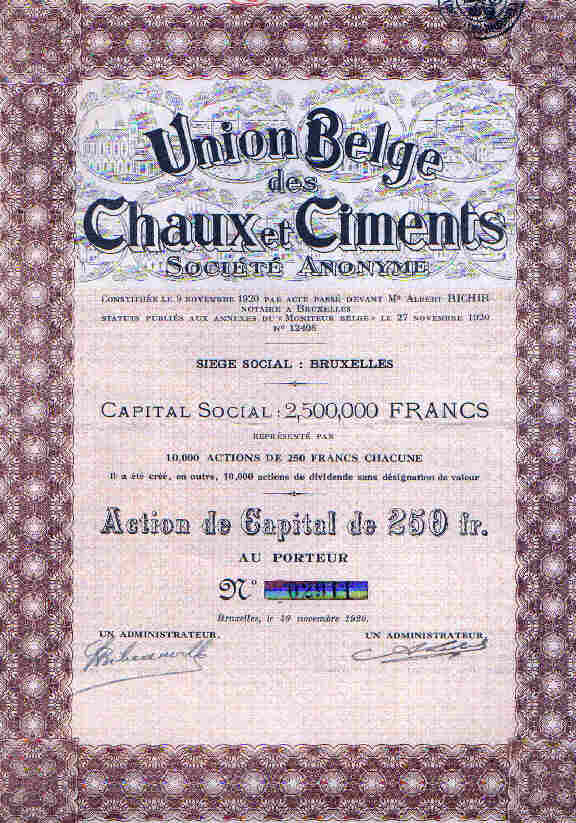 Union Belge
des
Chaux et Ciments
SOCIÉTÉ ANONYME
CONSTITUÉE LE 9 NOVEMBRE 1920 PAR ACTE PASSÉ DEVANT Me ALBERT RICHIR
NOTAIRE A BRUXELLES
STATUTS PUBLIÉS AUX ANNEXES DU « MONITEUR BELGE » LE 27 NOVEMBRE 1920
No 12408
SIEGE SOCIAL : BRUXELLES
CAPITAL SOCIAL : 2,500,000 FRANCS
REPRÉSENTÉ PAR
10,000 ACTIONS DE 250 FRANCS CHACUNE
Il a été créé, en outre, 10,000 actions de dividende sans désignation de valeur
Action de Capital de 250 fr.
AU PORTEUR
No 02911
Bruxelles, le novembre 1920.
UN ADMINISTRATEUR. UN ADMINISTRATEUR,